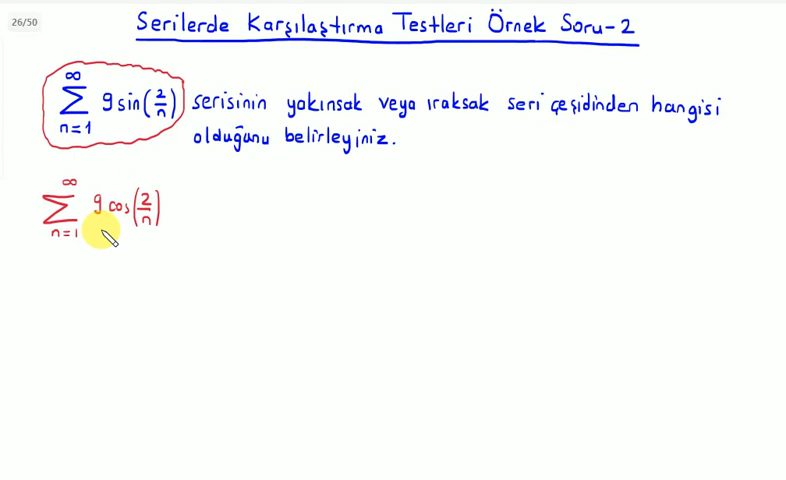 26/50
Serilerde Karşılaştırma Testleri Örnek Soru-2
∞
∑ 9 sin(2/n) serisinin yakınsak veya ıraksak seri çeşidinden hangisi
n=1
olduğunu belirleyiniz.
∞
∑ 9 cos(2/n)
n=1